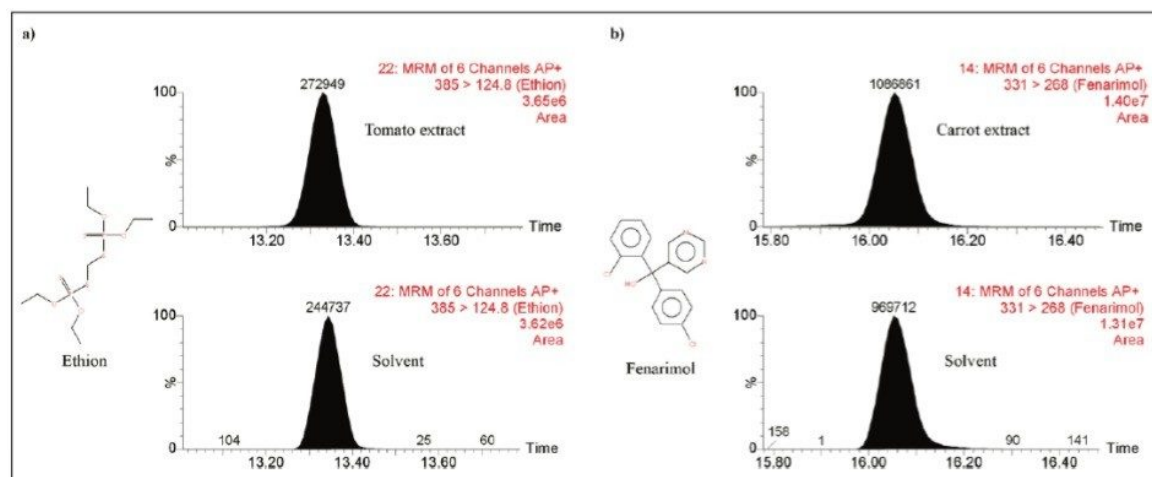 a)
22: MRM of 6 Channels AP+
385 > 124.8 (Ethion)
3.65e6
Area
272949
100
Tomato extract
%
0
Time
13.20 13.40 13.60
22: MRM of 6 Channels AP+
385 > 124.8 (Ethion)
3.62e6
Area
244737
100
Solvent
%
104 25 60
0
Time
13.20 13.40 13.60
Ethion
b)
14: MRM of 6 Channels AP+
331 > 268 (Fenarimol)
1.40e7
Area
1086861
100
Carrot extract
%
0
Time
15.80 16.00 16.20 16.40
HO
14: MRM of 6 Channels AP+
331 > 268 (Fenarimol)
1.31e7
Area
969712
100
Solvent
%
158 1 90 141
0
Time
15.80 16.00 16.20 16.40
Fenarimol